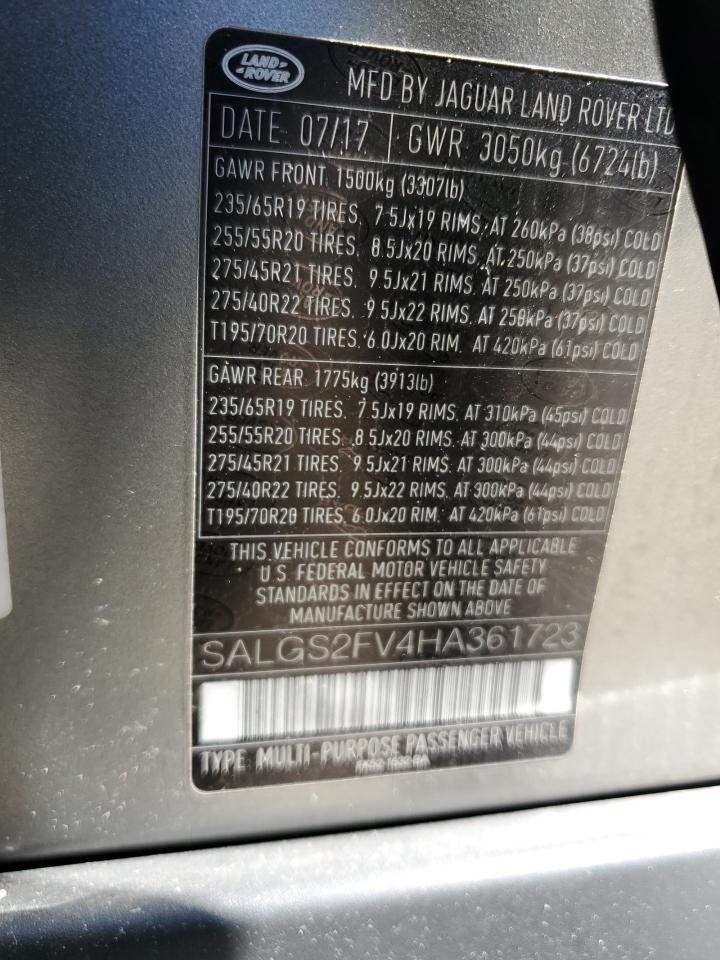 LAND-
-ROVER
MFD BY JAGUAR LAND ROVER LTD
DATE 07/17 GWR 3050kg (6724lb)
GAWR FRONT 1500kg (3307lb)
235/65R19 TIRES, 7.5Jx19 RIMS, AT 260kPa (38psi) COLD
255/55R20 TIRES, 8.5Jx20 RIMS, AT 250kPa (37psi) COLD
275/45R21 TIRES, 9.5Jx21 RIMS, AT 250kPa (37psi) COLD
275/40R22 TIRES, 9.5Jx22 RIMS, AT 250kPa (37psi) COLD
T195/70R20 TIRES, 6.0Jx20 RIM, AT 420kPa (61psi) COLD
GAWR REAR 1775kg (3913lb)
235/65R19 TIRES, 7.5Jx19 RIMS, AT 310kPa (45psi) COLD
255/55R20 TIRES, 8.5Jx20 RIMS, AT 300kPa (44psi) COLD
275/45R21 TIRES, 9.5Jx21 RIMS, AT 300kPa (44psi) COLD
275/40R22 TIRES, 9.5Jx22 RIMS, AT 300kPa (44psi) COLD
T195/70R20 TIRES, 6.0Jx20 RIM, AT 420kPa (61psi) COLD
THIS VEHICLE CONFORMS TO ALL APPLICABLE
U.S. FEDERAL MOTOR VEHICLE SAFETY
STANDARDS IN EFFECT ON THE DATE OF
MANUFACTURE SHOWN ABOVE
SALGS2FV4HA361723
TYPE MULTI-PURPOSE PASSENGER VEHICLE